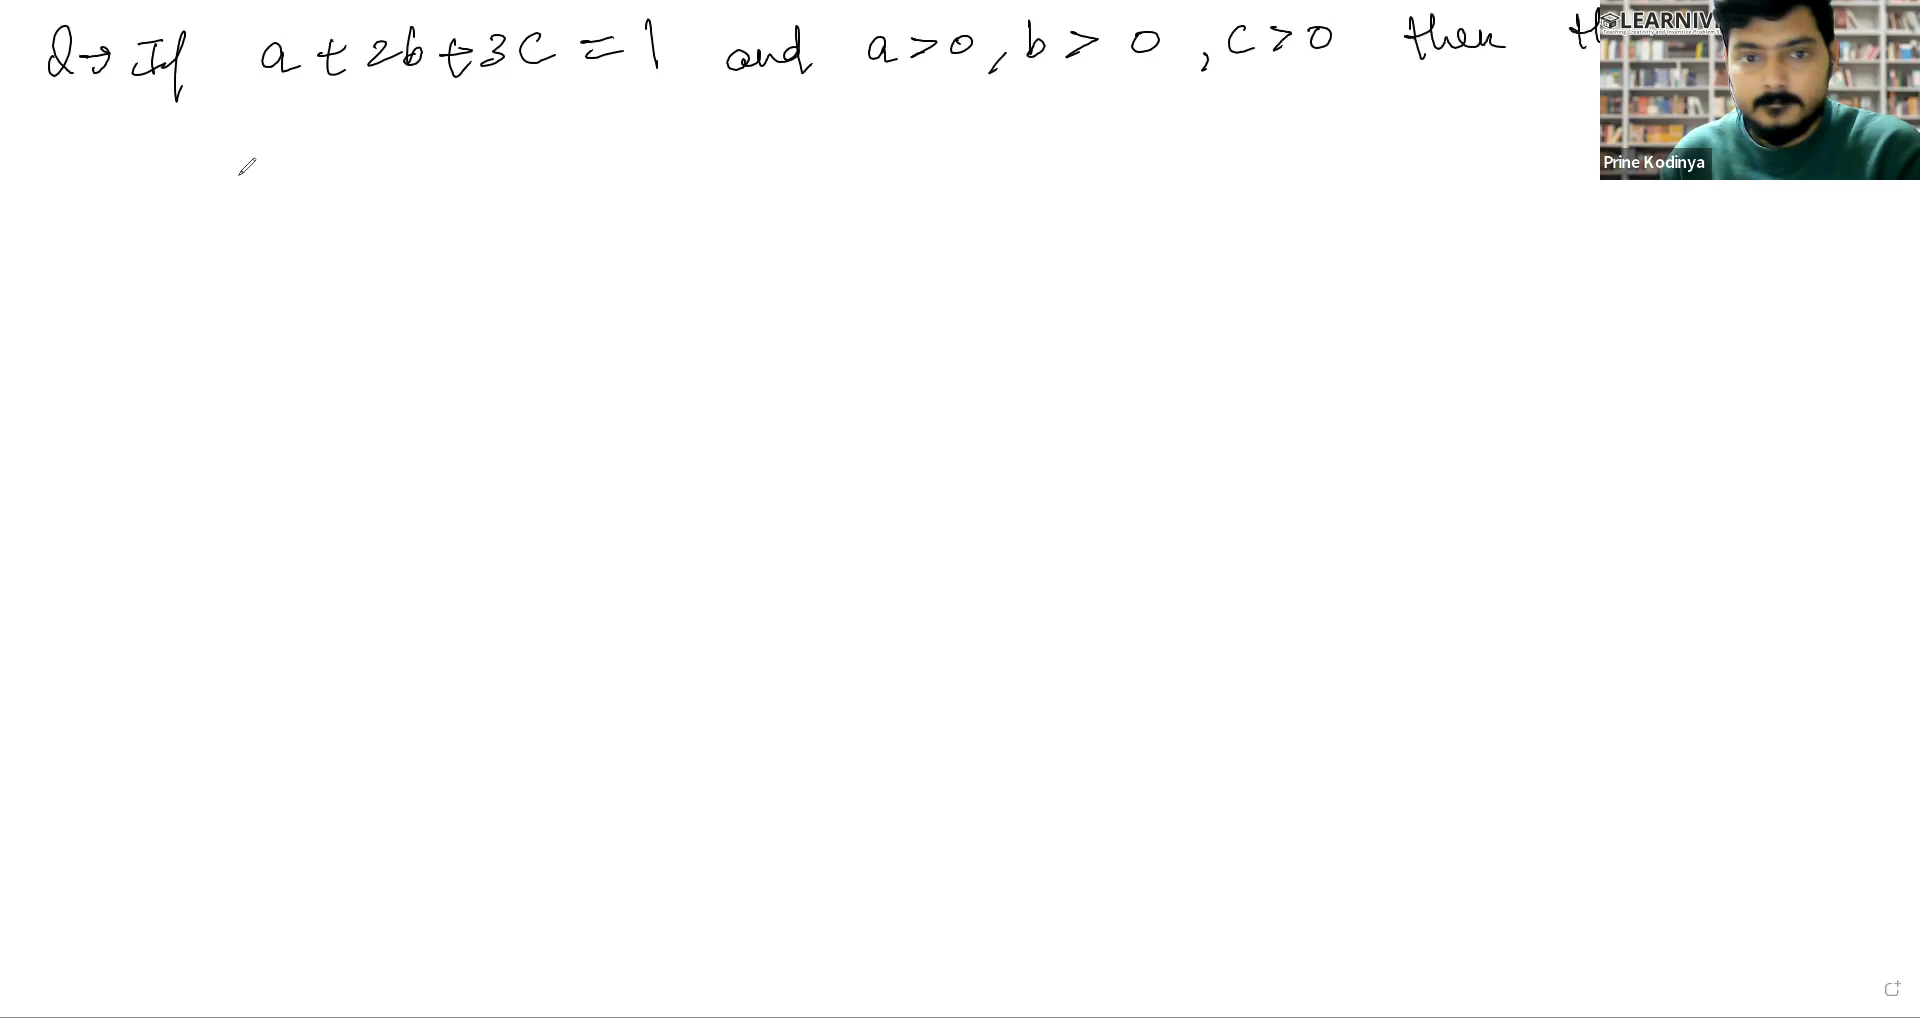 Q→ If a + 2b + 3c = 1 and a > 0, b > 0, c > 0 then
LEARNIV
Prine Kodinya